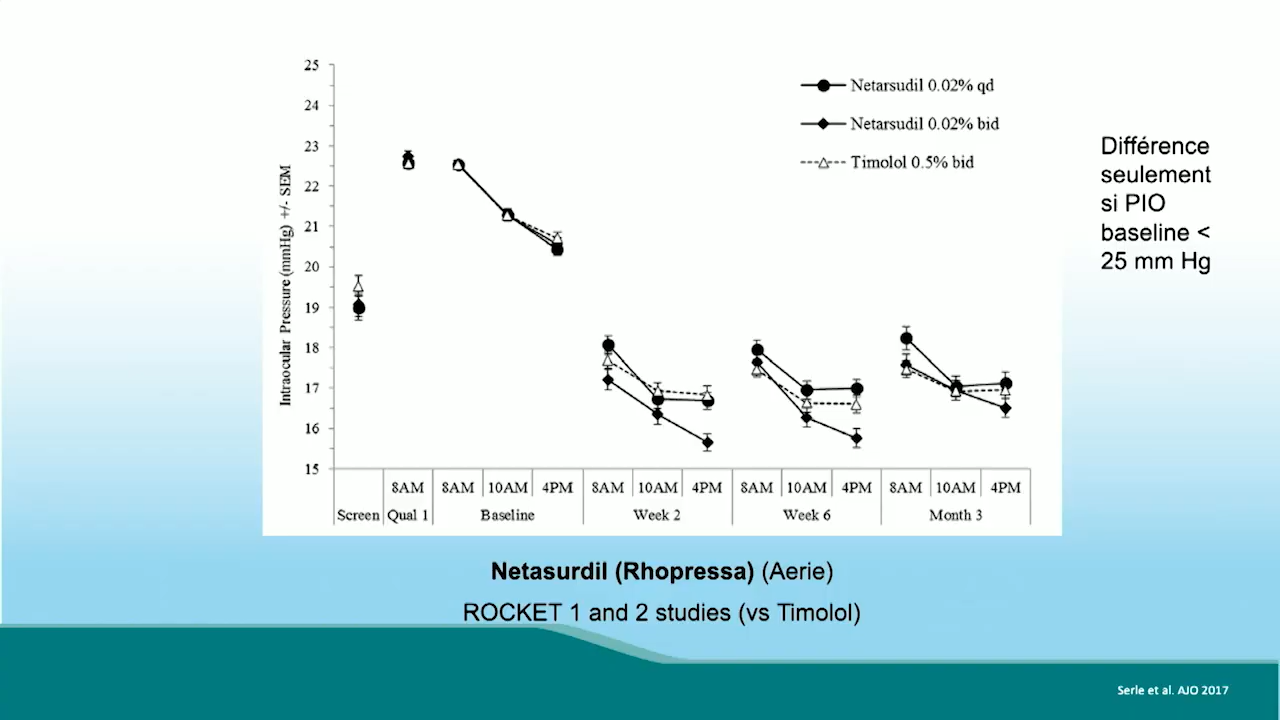 25
24
23
22
21
20
19
18
17
16
15
Intraocular Pressure (mmHg) +/- SEM
Netarsudil 0.02% qd
Netarsudil 0.02% bid
Timolol 0.5% bid
8AM 8AM 10AM 4PM 8AM 10AM 4PM 8AM 10AM 4PM 8AM 10AM 4PM
Screen Qual 1 Baseline Week 2 Week 6 Month 3
Différence
seulement
si PIO
baseline <
25 mm Hg
Netasurdil (Rhopressa) (Aerie)
ROCKET 1 and 2 studies (vs Timolol)
Serle et al. AJO 2017